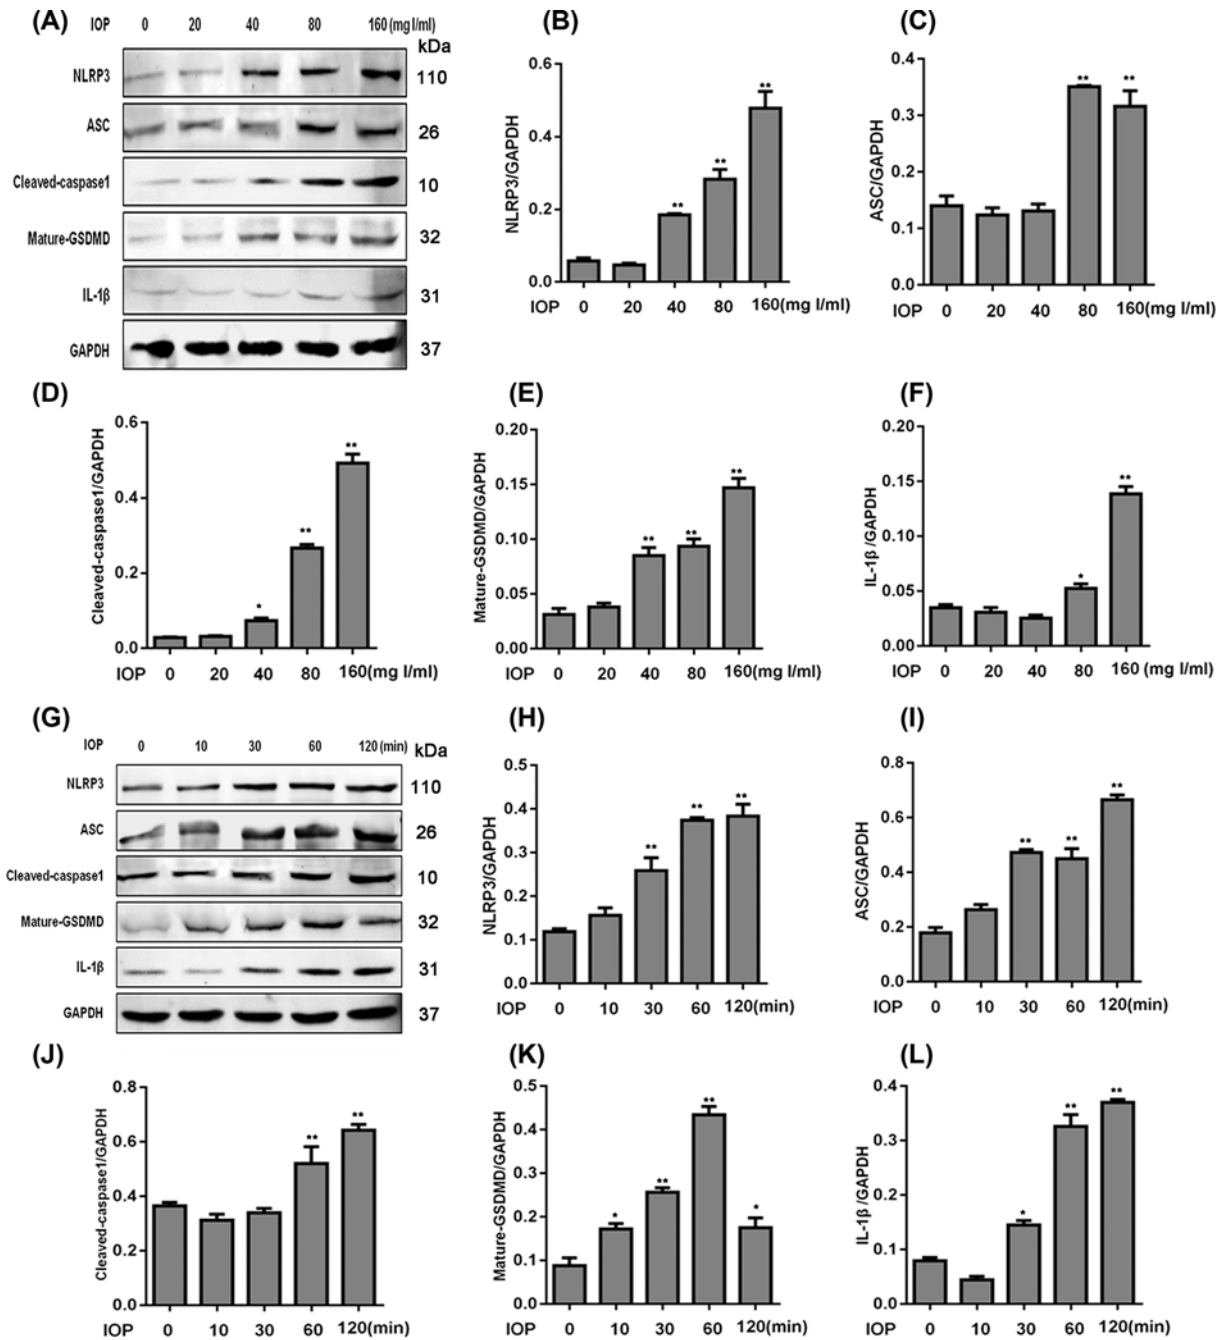 (A)
IOP 0 20 40 80 160 (mg l/ml)
kDa
NLRP3 110
ASC 26
Cleaved-caspase1 10
Mature-GSDMD 32
IL-1β 31
GAPDH 37
(B)
NLRP3/GAPDH
0.6
0.4
0.2
0.0
** ** ** **
IOP 0 20 40 80 160(mg l/ml)
(C)
ASC/GAPDH
0.4
0.3
0.2
0.1
0.0
** **
IOP 0 20 40 80 160(mg l/ml)
(D)
Cleaved-caspase1/GAPDH
0.6
0.4
0.2
0.0
* ** **
IOP 0 20 40 80 160(mg l/ml)
(E)
Mature-GSDMD/GAPDH
0.20
0.15
0.10
0.05
0.00
** ** **
IOP 0 20 40 80 160(mg l/ml)
(F)
IL-1β /GAPDH
0.20
0.15
0.10
0.05
0.00
* **
IOP 0 20 40 80 160 (mg l/ml)
(G)
IOP 0 10 30 60 120 (min)
kDa
NLRP3 110
ASC 26
Cleaved-caspase1 10
Mature-GSDMD 32
IL-1β 31
GAPDH 37
(H)
NLRP3/GAPDH
0.5
0.4
0.3
0.2
0.1
0.0
** ** **
IOP 0 10 30 60 120(min)
(I)
ASC/GAPDH
0.8
0.6
0.4
0.2
0.0
** ** **
IOP 0 10 30 60 120(min)
(J)
Cleaved-caspase1/GAPDH
0.8
0.6
0.4
0.2
0.0
** **
IOP 0 10 30 60 120(min)
(K)
Mature-GSDMD/GAPDH
0.5
0.4
0.3
0.2
0.1
0.0
* ** ** *
IOP 0 10 30 60 120(min)
(L)
IL-1β /GAPDH
0.4
0.3
0.2
0.1
0.0
* ** **
IOP 0 10 30 60 120(min)